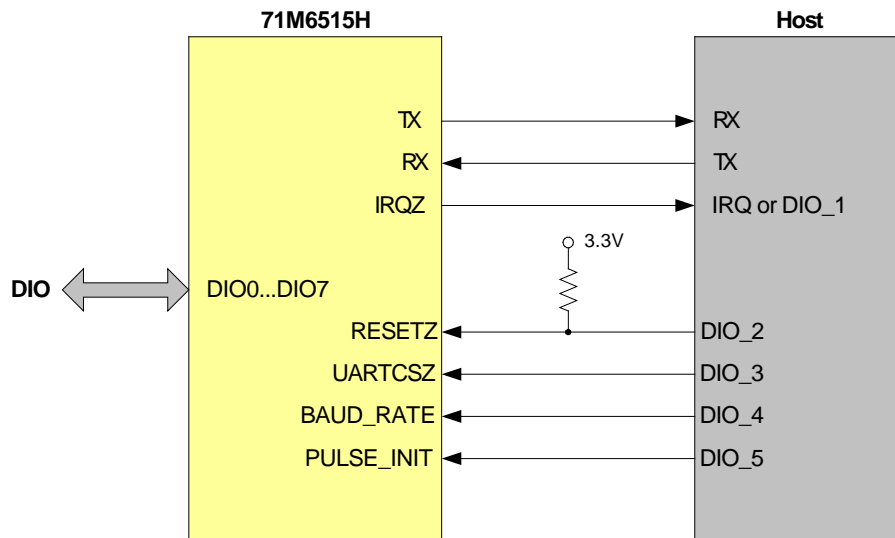 71M6515H Host
TX RX
RX TX
IRQZ IRQ or DIO_1
3.3V
DIO DIO0...DIO7
RESETZ DIO_2
UARTCSZ DIO_3
BAUD_RATE DIO_4
PULSE_INIT DIO_5